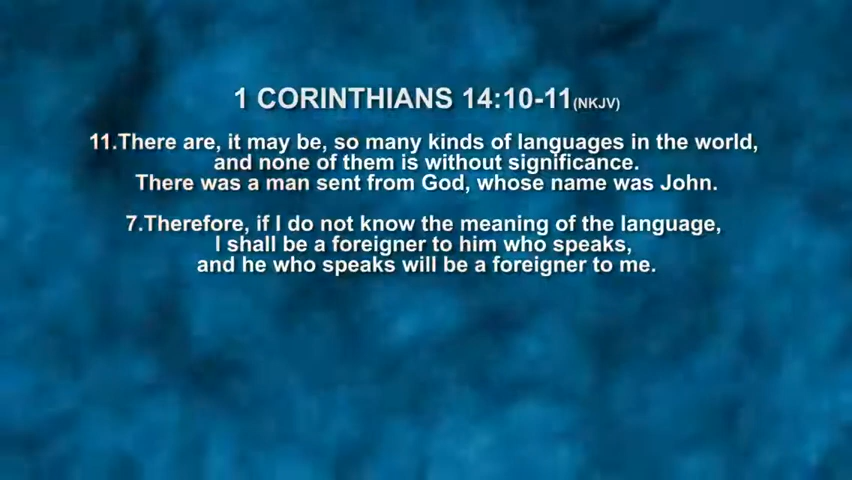 1 CORINTHIANS 14:10-11(NKJV)
11.There are, it may be, so many kinds of languages in the world,
and none of them is without significance.
There was a man sent from God, whose name was John.
7.Therefore, if I do not know the meaning of the language,
I shall be a foreigner to him who speaks,
and he who speaks will be a foreigner to me.